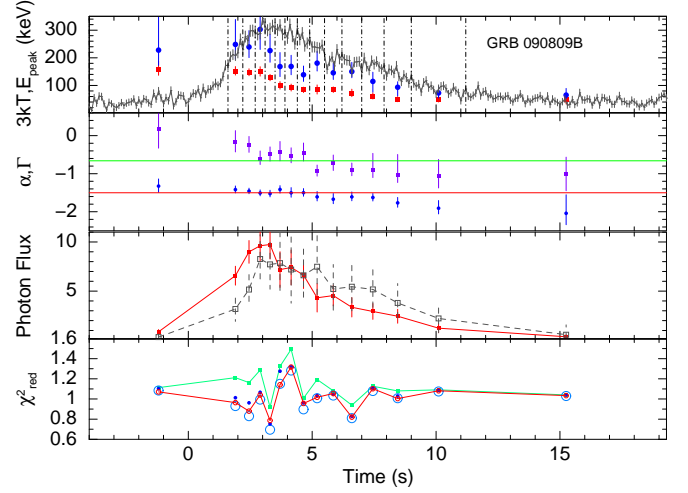 300
200
100
3kT,E_peak (keV)
GRB 090809B
0
−1
−2
α,Γ
10
5
1.6
Photon Flux
1.4
1.2
1.0
0.8
0.6
χ²_red
0 5 10 15
Time (s)